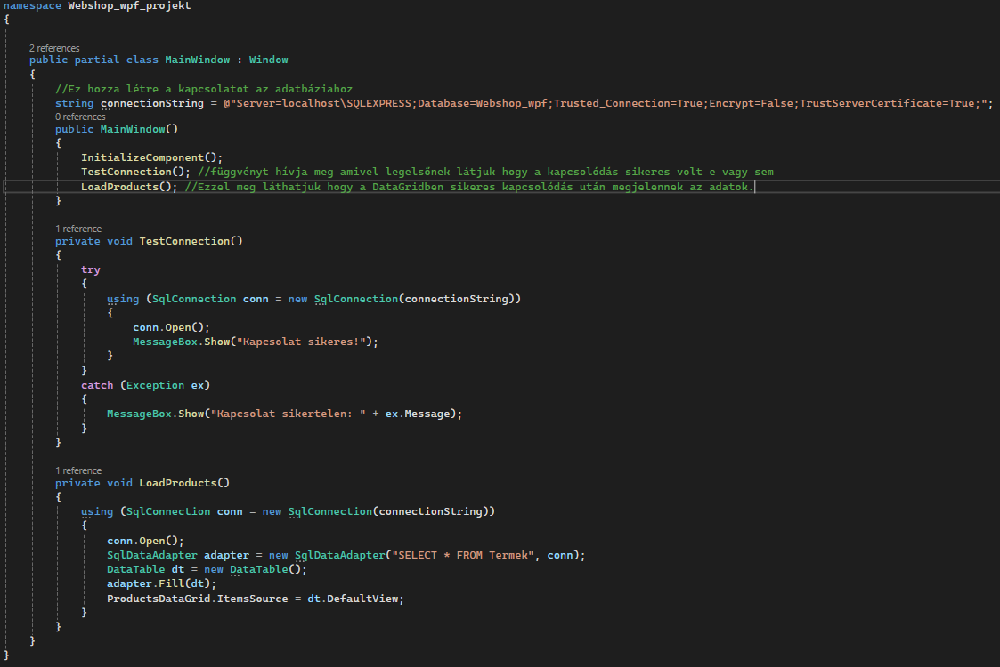 namespace Webshop_wpf_projekt
{
2 references
public partial class MainWindow : Window
{
//Ez hozza létre a kapcsolatot az adatbáziahoz
string connectionString = @"Server=localhost\SQLEXPRESS;Database=Webshop_wpf;Trusted_Connection=True;Encrypt=False;TrustServerCertificate=True;";
0 references
public MainWindow()
{
InitializeComponent();
TestConnection(); //függvényt hívja meg amivel legelsőnek látjuk hogy a kapcsolódás sikeres volt e vagy sem
LoadProducts(); //Ezzel meg láthatjuk hogy a DataGridben sikeres kapcsolódás után megjelennek az adatok.
}
1 reference
private void TestConnection()
{
try
{
using (SqlConnection conn = new SqlConnection(connectionString))
{
conn.Open();
MessageBox.Show("Kapcsolat sikeres!");
}
}
catch (Exception ex)
{
MessageBox.Show("Kapcsolat sikertelen: " + ex.Message);
}
}
1 reference
private void LoadProducts()
{
using (SqlConnection conn = new SqlConnection(connectionString))
{
conn.Open();
SqlDataAdapter adapter = new SqlDataAdapter("SELECT * FROM Termek", conn);
DataTable dt = new DataTable();
adapter.Fill(dt);
ProductsDataGrid.ItemsSource = dt.DefaultView;
}
}
}
}